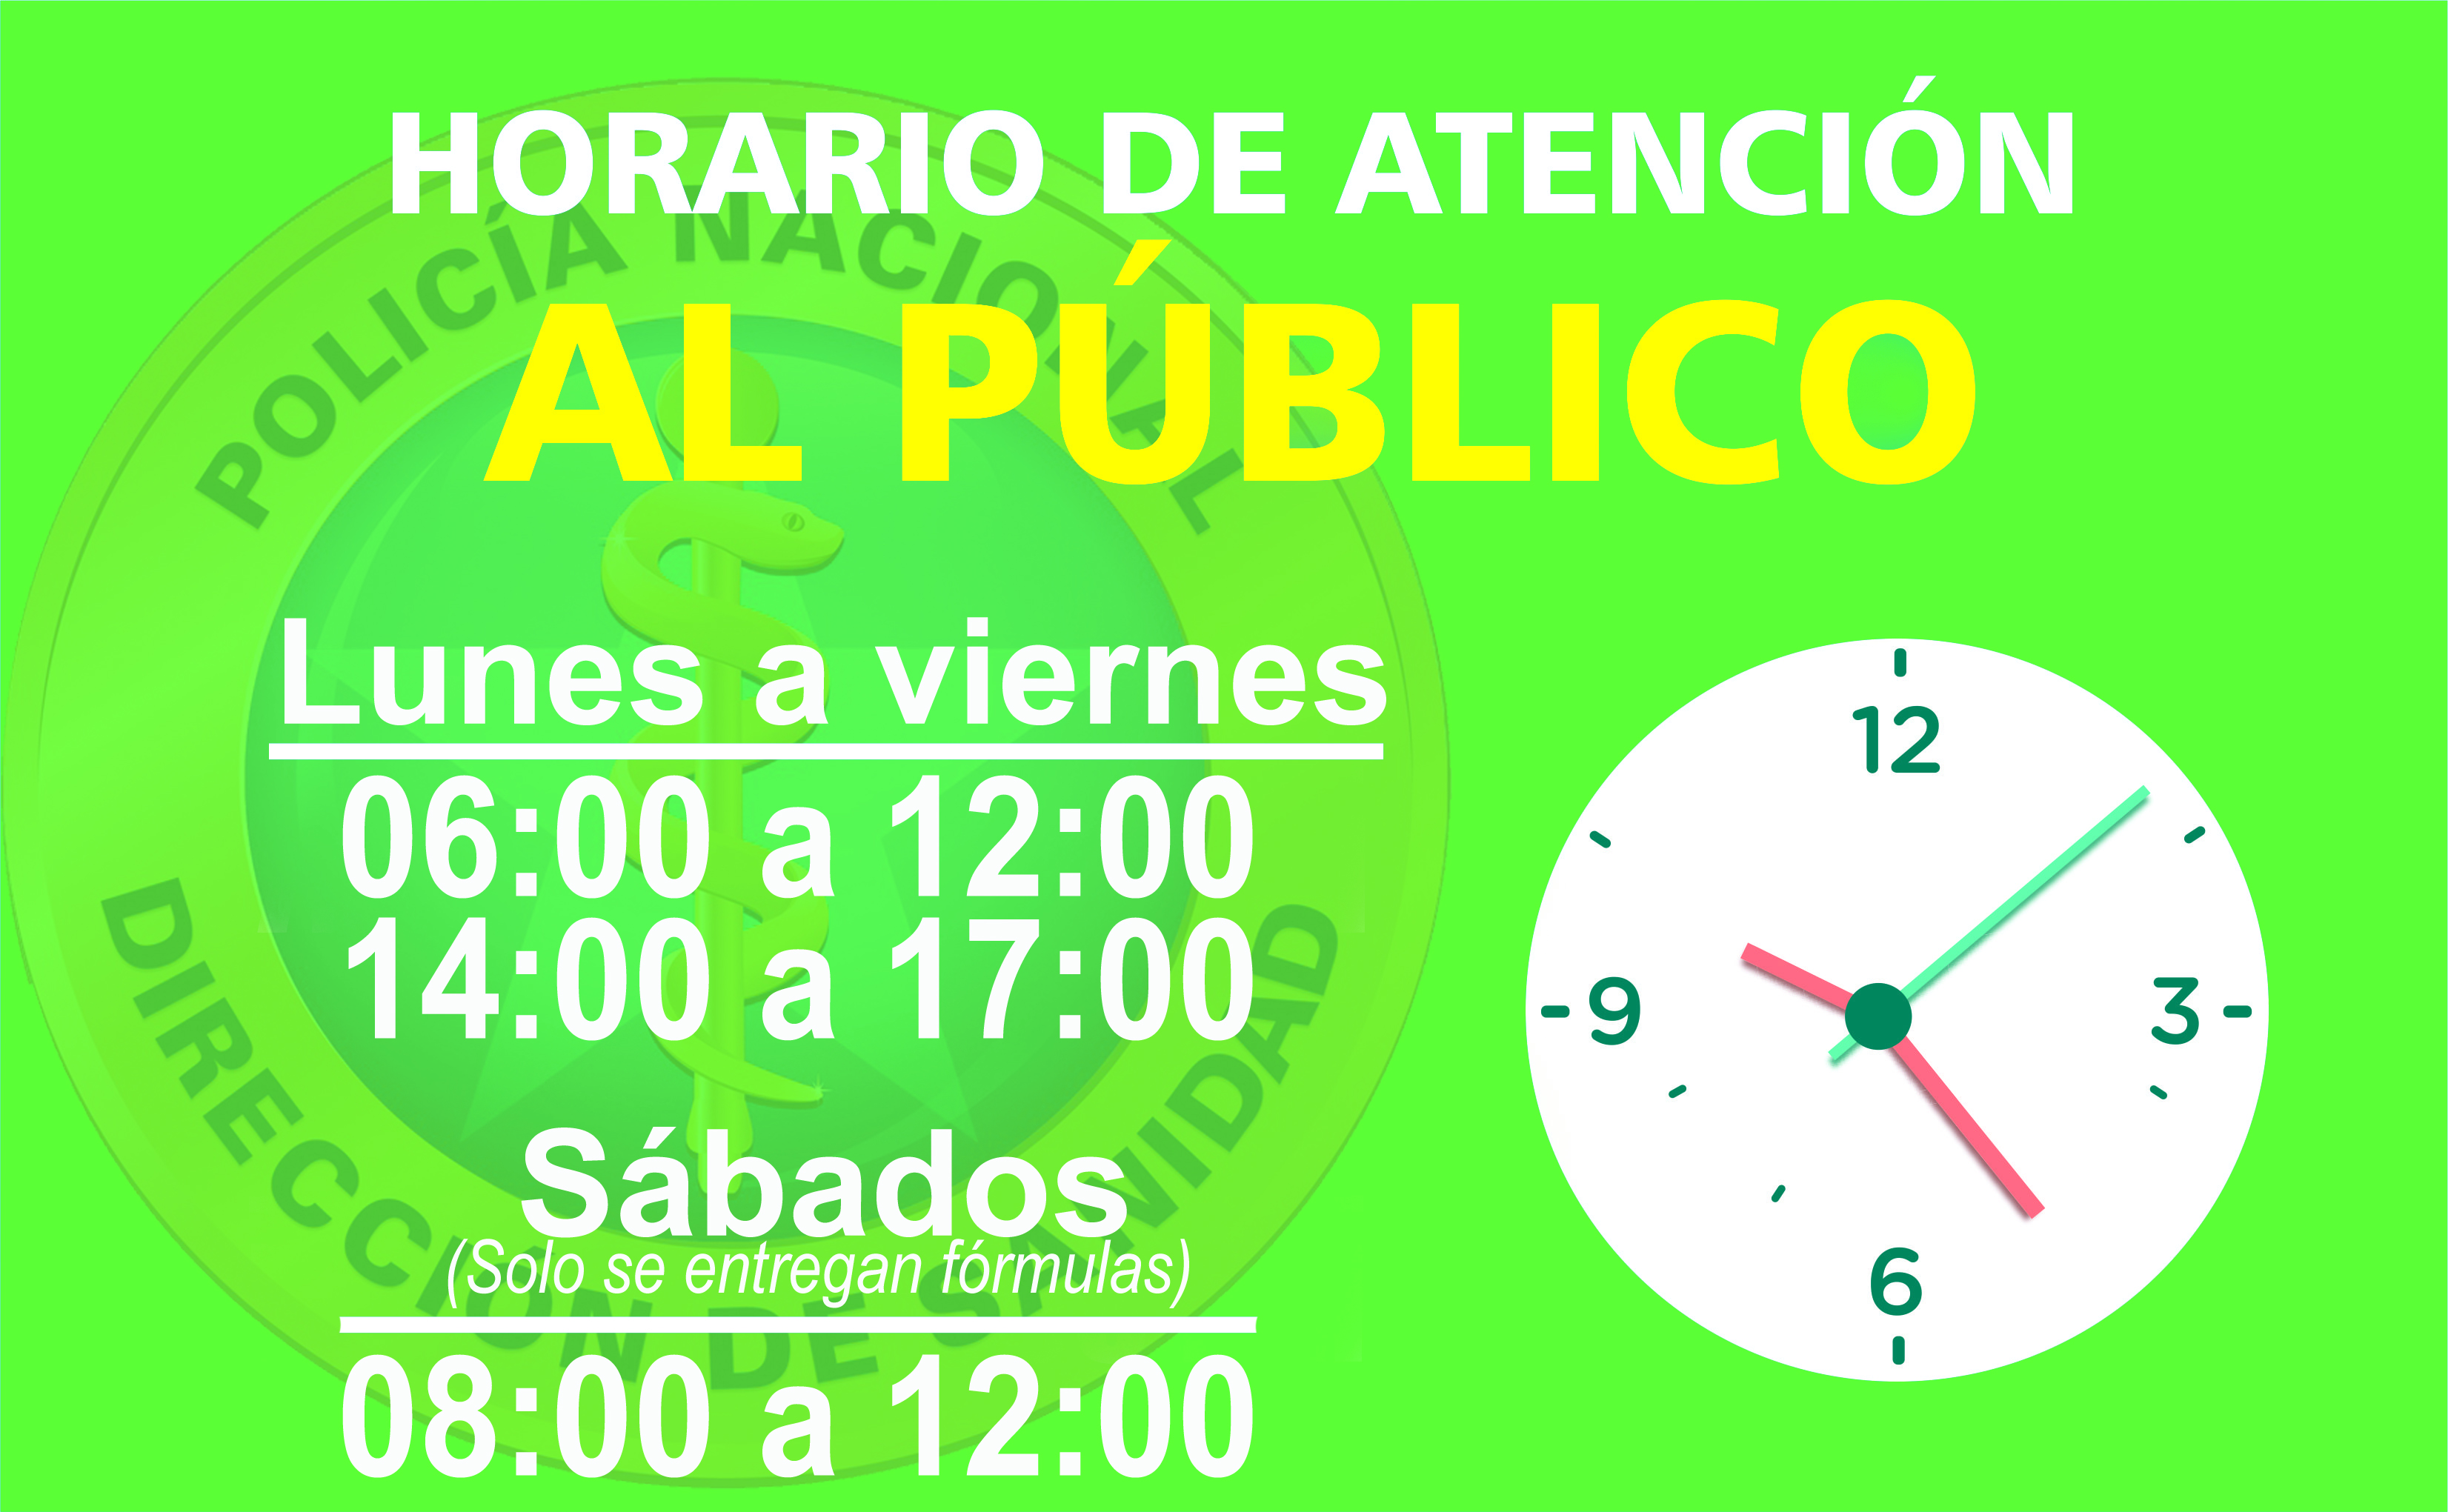 HORARIO DE ATENCIÓN
AL PÚBLICO
POLICÍA NACIONAL
Lunes a viernes
06:00 a 12:00
14:00 a 17:00
Sábados
(Solo se entregan fórmulas)
08:00 a 12:00
DIRECCIÓN DE SANIDAD
12
9
3
6